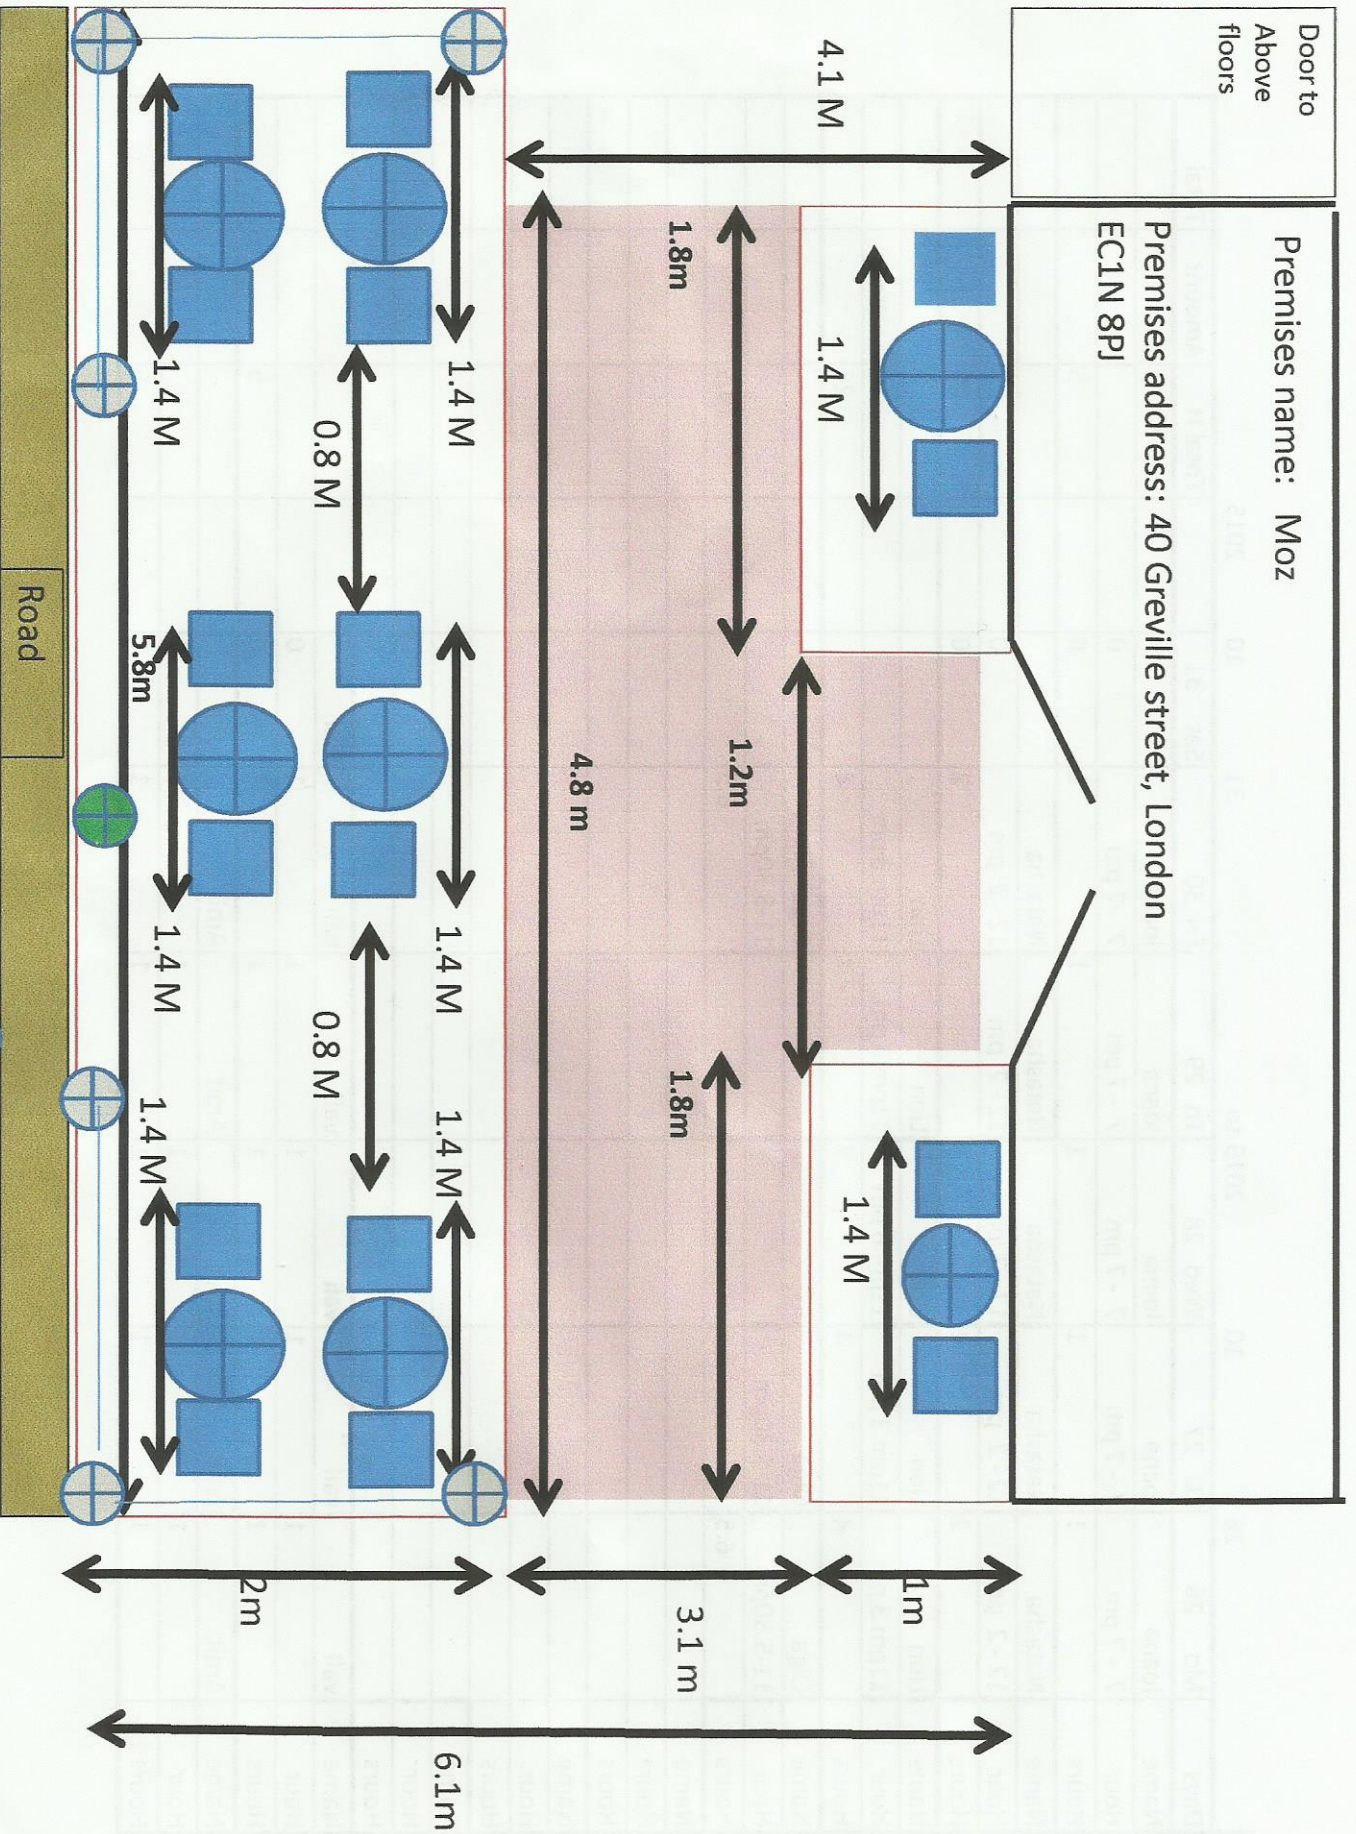 Door to
Above
floors
Premises name: Moz
Premises address: 40 Greville street, London
EC1N 8PJ
4.1 M
1.4 M
1.4 M
1.8m
1.2m
1.8m
4.8 m
1.4 M
1.4 M
1.4 M
0.8 M
0.8 M
1.4 M
1.4 M
1.4 M
5.8m
Road
1m
3.1 m
2m
6.1m